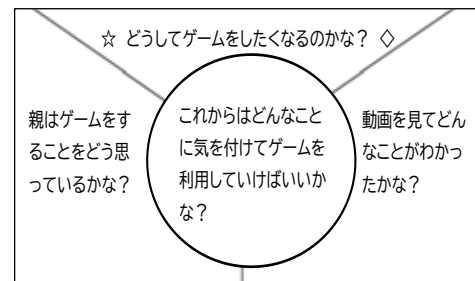 ☆ どうしてゲームをしたくなるのかな？ ◇
親はゲームをす
ることをどう思
っているかな？
これからはどんなこと
に気を付けてゲームを
利用していけばいいか
な？
動画を見てどん
なことがわかっ
たかな？